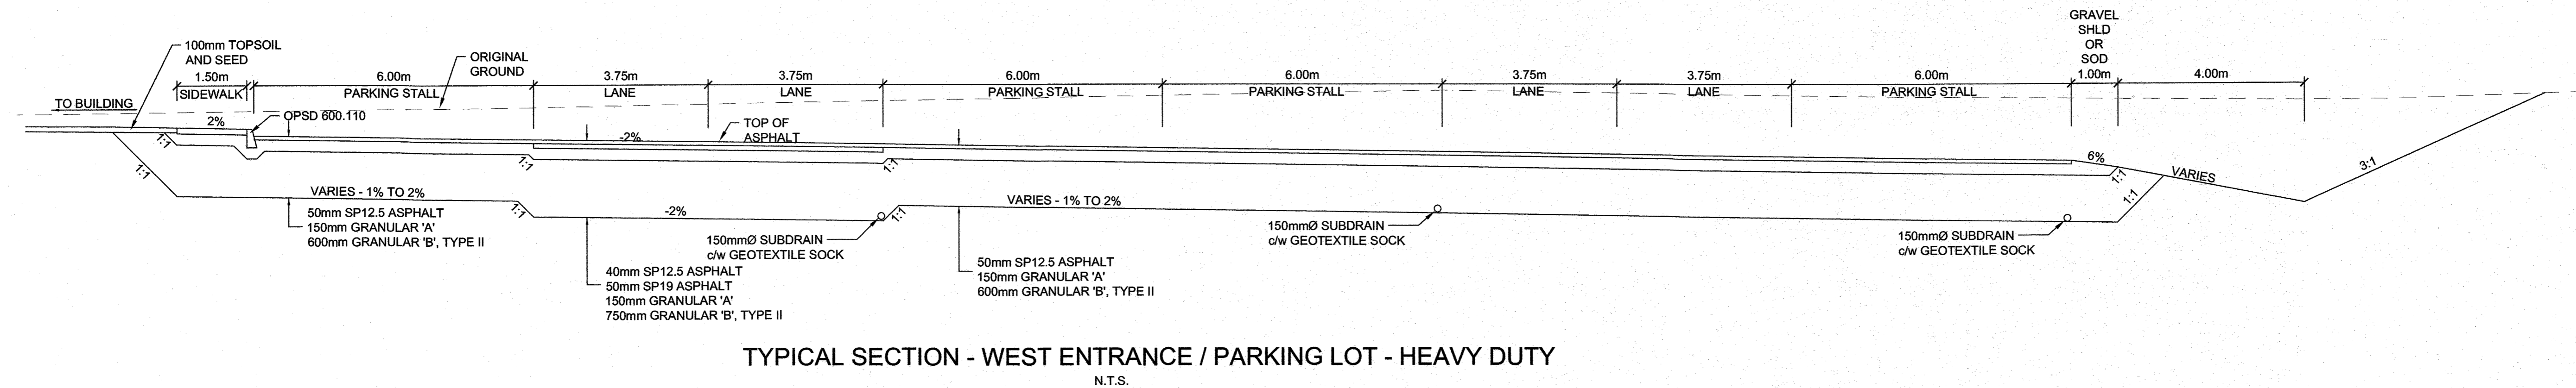 GRAVEL
SHLD
OR
SOD
100mm TOPSOIL
AND SEED
ORIGINAL
GROUND
1.50m
6.00m
3.75m
3.75m
6.00m
6.00m
3.75m
3.75m
6.00m
1.00m
4.00m
SIDEWALK
PARKING STALL
LANE
LANE
PARKING STALL
PARKING STALL
LANE
LANE
PARKING STALL
TO BUILDING
2%
OPSD 600.110
-2%
TOP OF
ASPHALT
1:1
1:1
1:1
1:1
6%
1:1
VARIES
3:1
1:1
VARIES - 1% TO 2%
1:1
-2%
1:1
VARIES - 1% TO 2%
1:1
50mm SP12.5 ASPHALT
150mm GRANULAR 'A'
600mm GRANULAR 'B', TYPE II
150mmØ SUBDRAIN
c/w GEOTEXTILE SOCK
150mmØ SUBDRAIN
c/w GEOTEXTILE SOCK
150mmØ SUBDRAIN
c/w GEOTEXTILE SOCK
40mm SP12.5 ASPHALT
50mm SP19 ASPHALT
150mm GRANULAR 'A'
750mm GRANULAR 'B', TYPE II
50mm SP12.5 ASPHALT
150mm GRANULAR 'A'
600mm GRANULAR 'B', TYPE II
TYPICAL SECTION - WEST ENTRANCE / PARKING LOT - HEAVY DUTY
N.T.S.